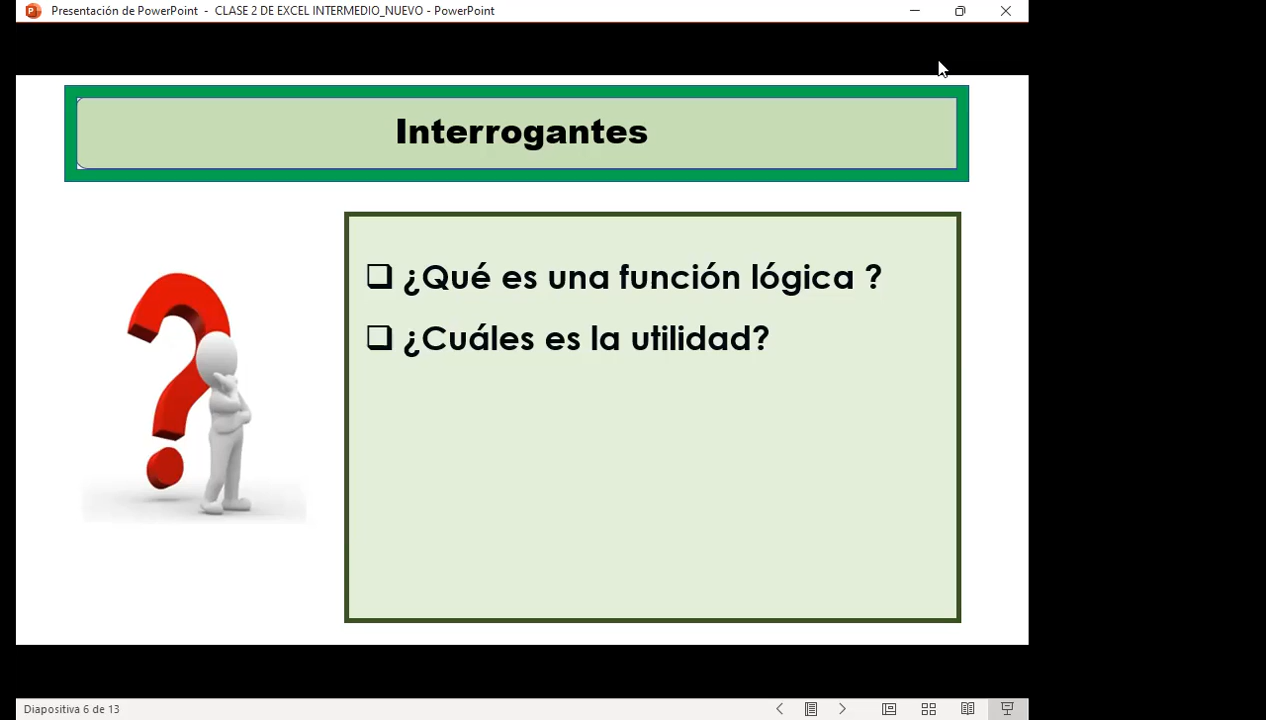 Presentación de PowerPoint - CLASE 2 DE EXCEL INTERMEDIO_NUEVO - PowerPoint
Interrogantes
¿Qué es una función lógica ?
¿Cuáles es la utilidad?
Diapositiva 6 de 13